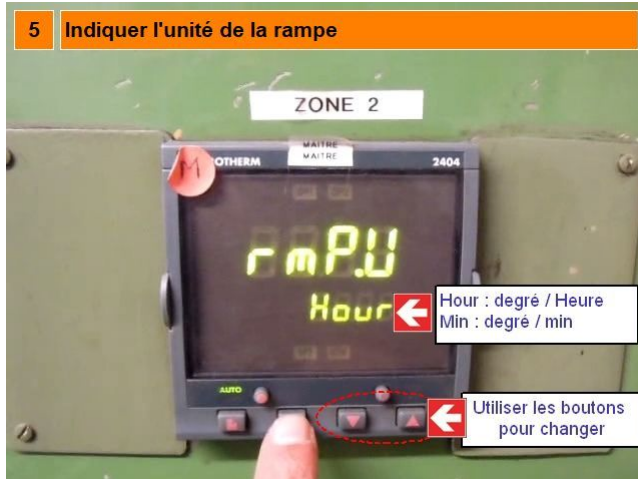 5 Indiquer l'unité de la rampe
ZONE 2
MAITRE
MAITRE
M
OTHERM
2404
rmP.U
Hour
Hour : degré / Heure
Min : degré / min
AUTO
Utiliser les boutons
pour changer